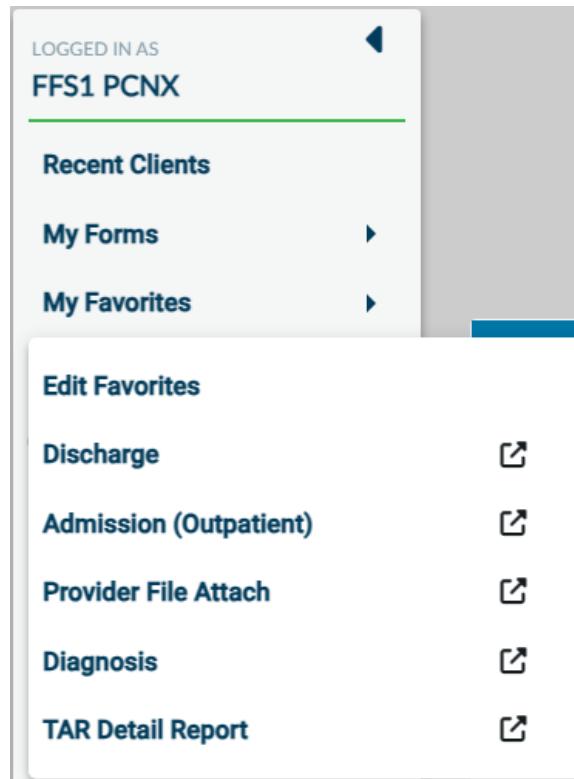 LOGGED IN AS
FFS1 PCNX
Recent Clients
My Forms
My Favorites
Edit Favorites
Discharge
Admission (Outpatient)
Provider File Attach
Diagnosis
TAR Detail Report